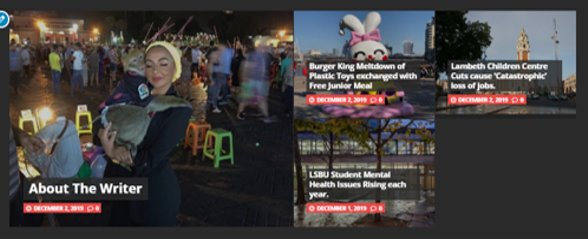 About The Writer
DECEMBER 2, 2019 0
Burger King Meltdown of
Plastic Toys exchanged with
Free Junior Meal
DECEMBER 2, 2019 0
Lambeth Children Centre
Cuts cause 'Catastrophic'
loss of jobs.
DECEMBER 2, 2019 0
LSBU Student Mental
Health Issues Rising each
year.
DECEMBER 1, 2019 0